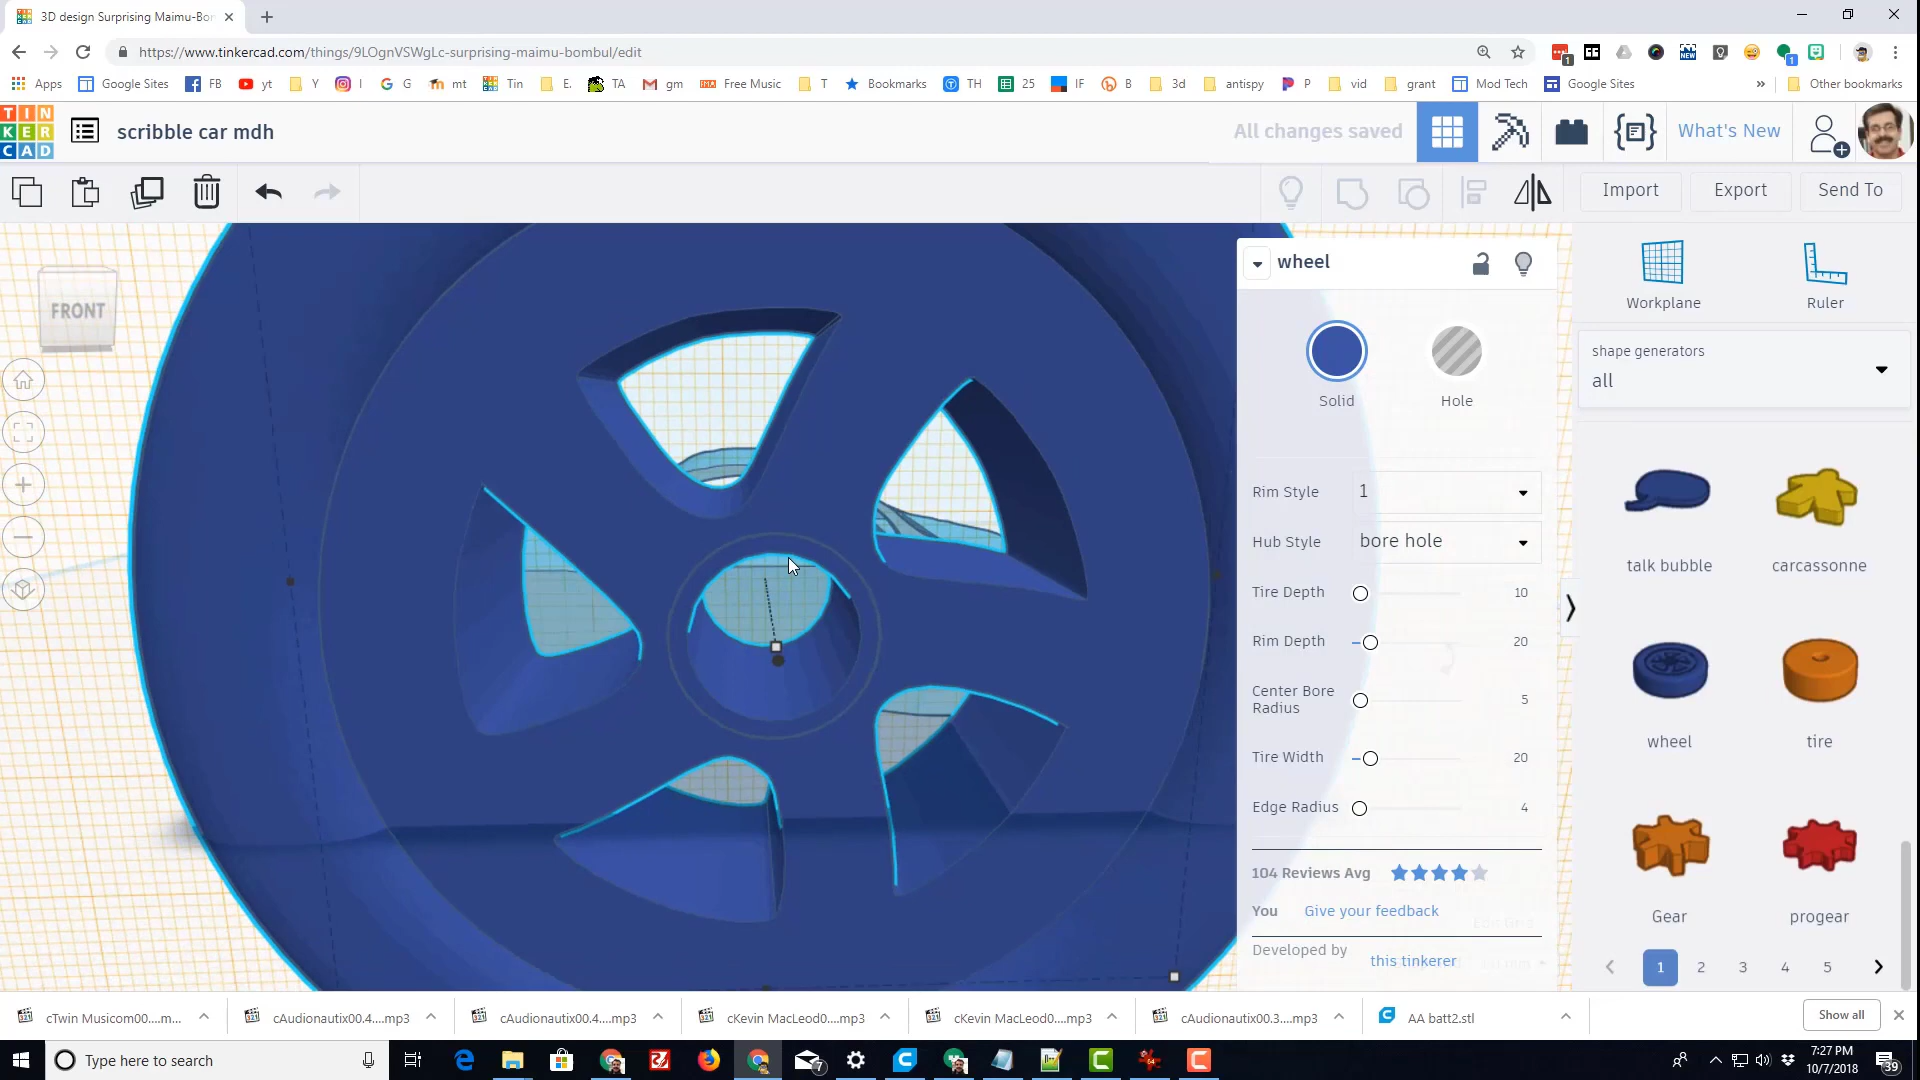 3D design Surprising Maimu-Bom
https://www.tinkercad.com/things/9LOgnVSWgLc-surprising-maimu-bombul/edit
Apps Google Sites FB yt Y I G mt Tin E. TA gm Free Music T Bookmarks TH 25 IF B 3d antispy P vid grant Mod Tech Google Sites » Other bookmarks
TIN
KER
CAD
scribble car mdh
All changes saved
What's New
Import
Export
Send To
FRONT
wheel
Solid
Hole
Rim Style 1
Hub Style bore hole
Tire Depth 10
Rim Depth 20
Center Bore Radius 5
Tire Width 20
Edge Radius 4
104 Reviews Avg
You Give your feedback
Developed by this tinkerer
Workplane
Ruler
shape generators
all
talk bubble
carcassonne
wheel
tire
Gear
progear
1 2 3 4 5
cTwin Musicom00....m...
cAudionautix00.4....mp3
cAudionautix00.4....mp3
cKevin MacLeod0....mp3
cKevin MacLeod0....mp3
cAudionautix00.3....mp3
AA batt2.stl
Show all
Type here to search
7
7:27 PM
10/7/2018
39